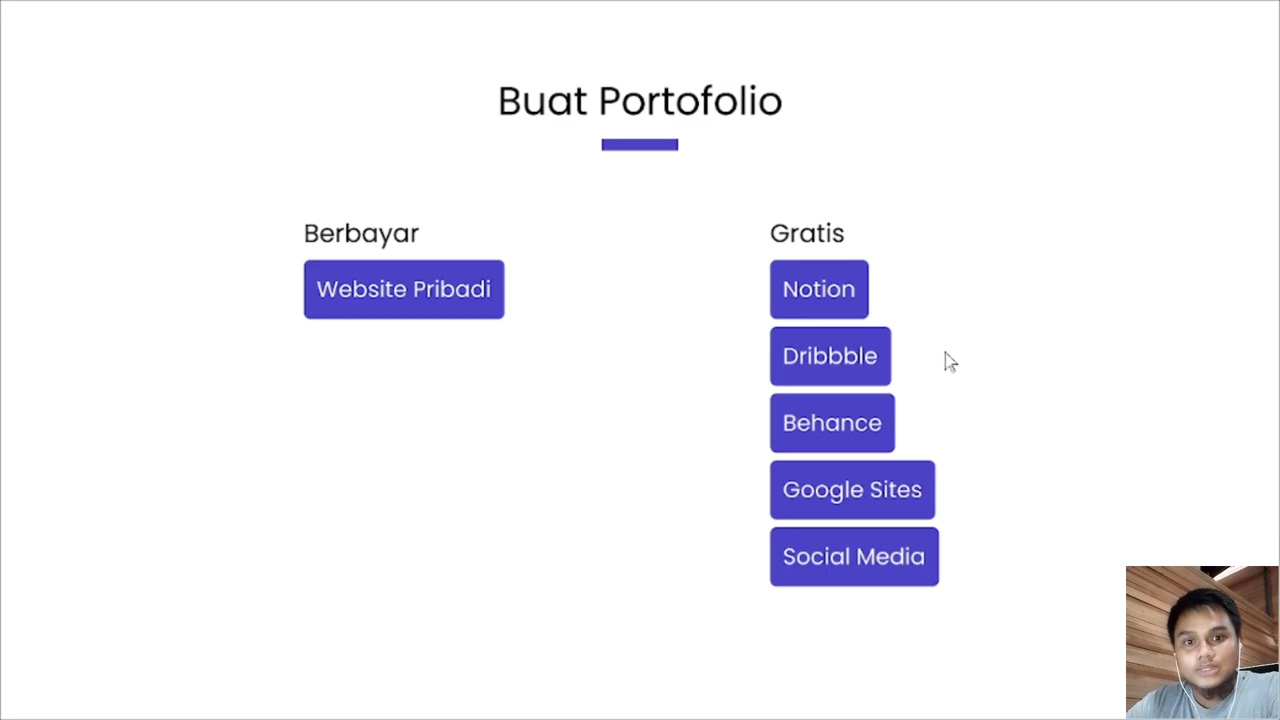 Buat Portofolio
Berbayar
Website Pribadi
Gratis
Notion
Dribbble
Behance
Google Sites
Social Media